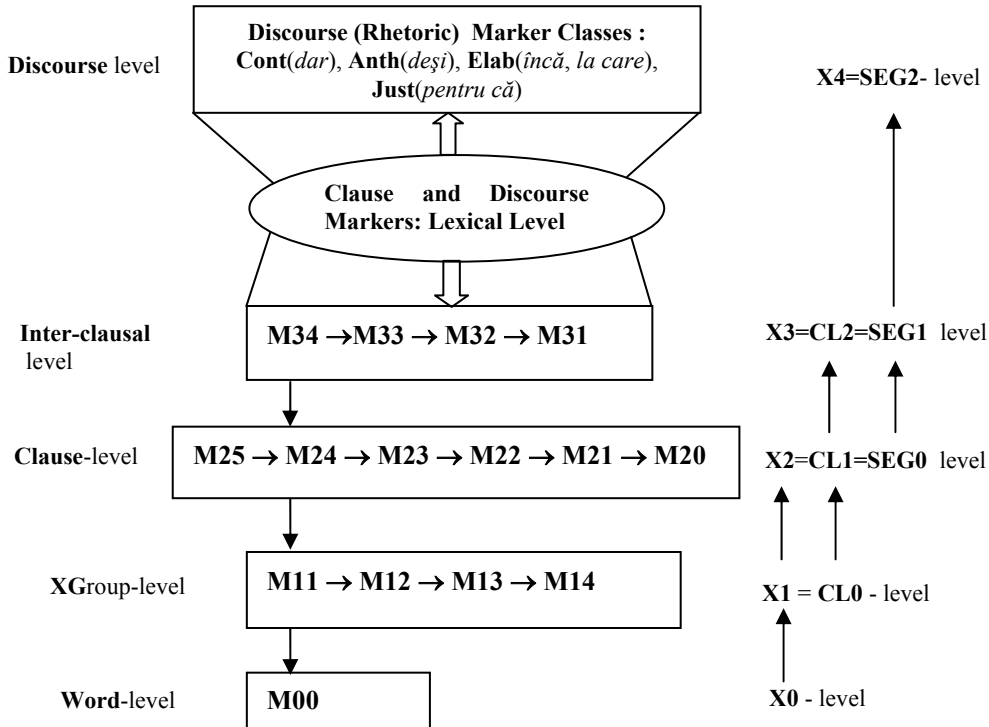 Discourse (Rhetoric) Marker Classes :
Cont(dar), Anth(deşi), Elab(încă, la care),
Just(pentru că)
Discourse level
X4=SEG2- level
Clause and Discourse
Markers: Lexical Level
Inter-clausal
level
M34 →M33 → M32 → M31
X3=CL2=SEG1 level
Clause-level
M25 → M24 → M23 → M22 → M21 → M20
X2=CL1=SEG0 level
XGroup-level
M11 → M12 → M13 → M14
X1 = CL0 - level
Word-level
M00
X0 - level